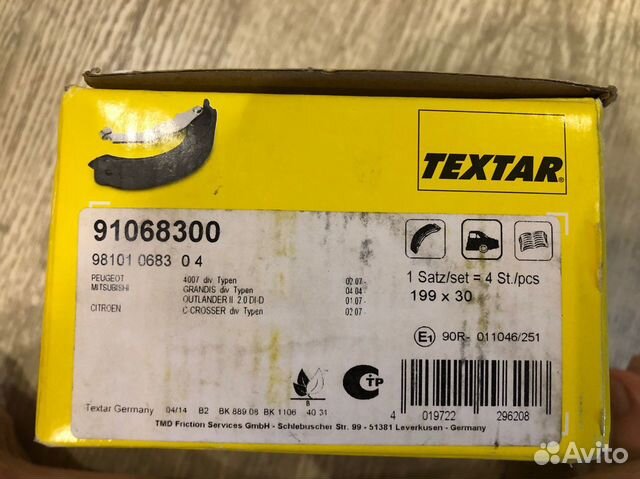 TEXTAR®
91068300
98101 0683 0 4
PEUGEOT 4007 div Typen 02.07-
MITSUBISHI GRANDIS div Typen 04.04-
OUTLANDER II 2.0 DI-D 01.07-
CITROEN C-CROSSER div Typen 02.07-
1 Satz/set = 4 St./pcs
199 x 30
E1 90R- 011046/251
B
CTP
Textar Germany 04/14 B2 BK 889 08 BK 1106 40 31
4 019722 296208
TMD Friction Services GmbH - Schlebuscher Str. 99 - 51381 Leverkusen - Germany
Avito